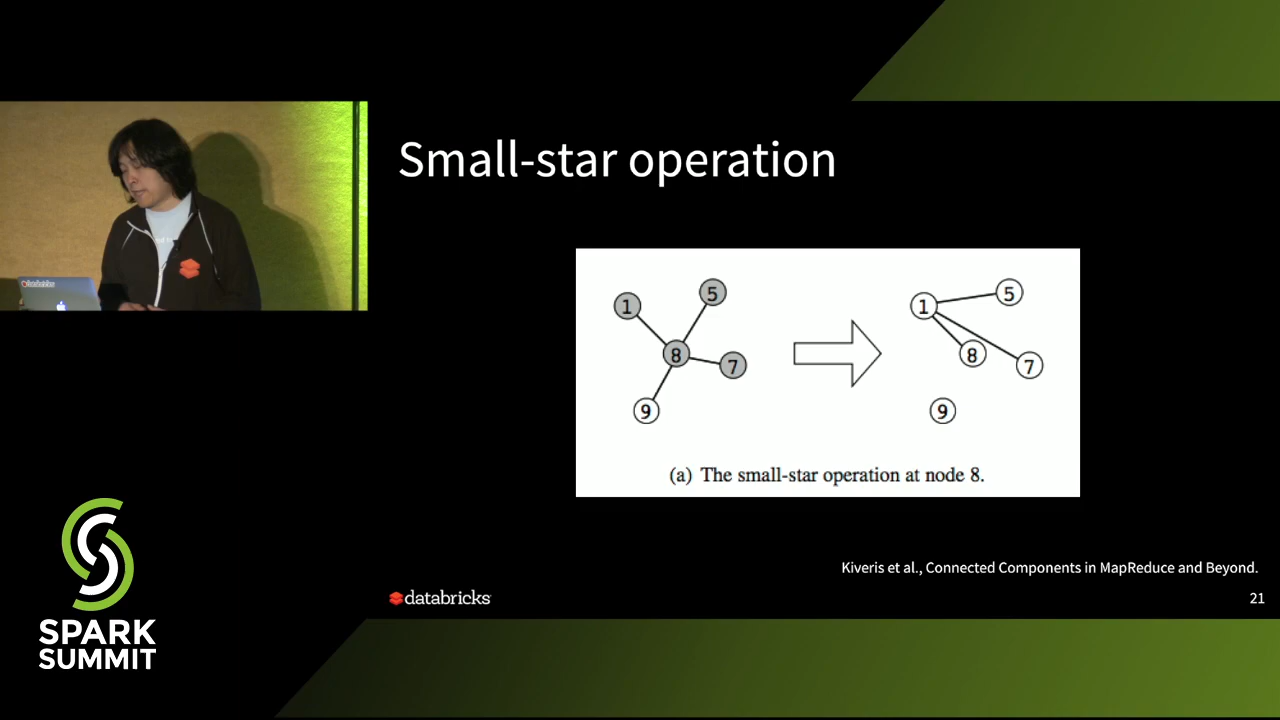 Small-star operation
1
5
8
7
9
1
5
8
7
9
(a) The small-star operation at node 8.
Kiveris et al., Connected Components in MapReduce and Beyond.
databricks
21
SPARK
SUMMIT